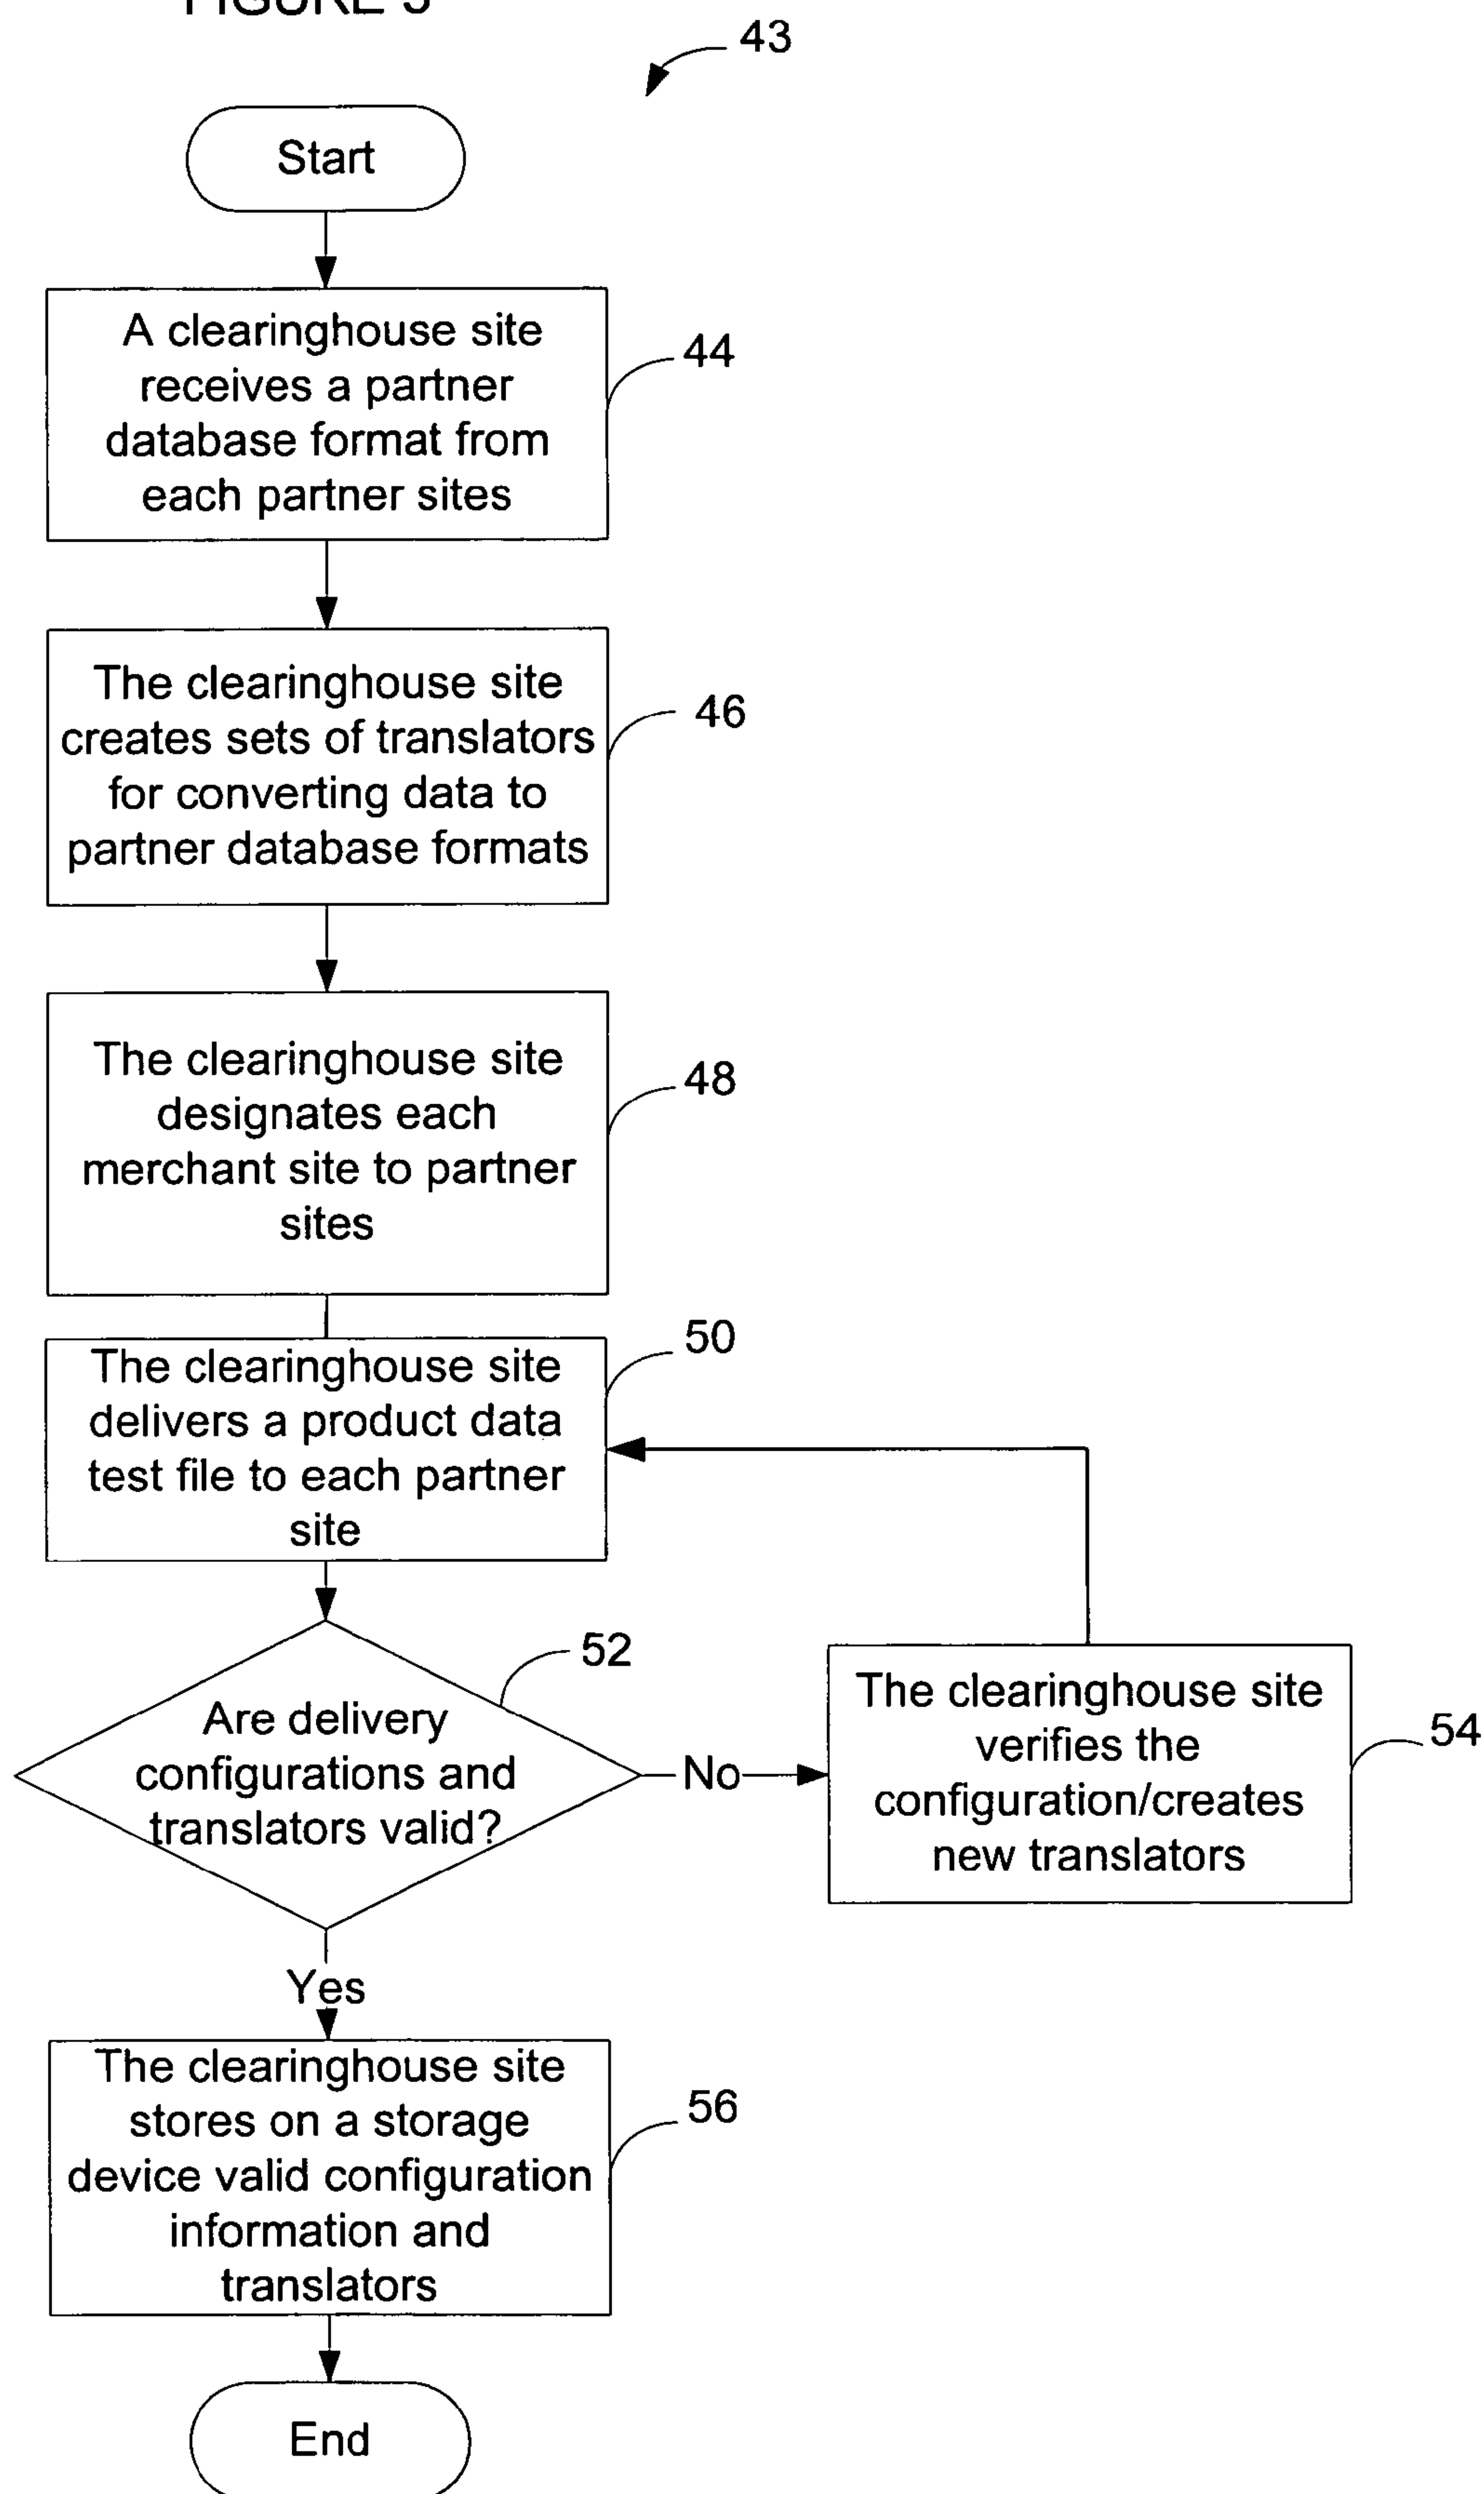 FIGURE 3
43
Start
A clearinghouse site
receives a partner
database format from
each partner sites
44
The clearinghouse site
creates sets of translators
for converting data to
partner database formats
46
The clearinghouse site
designates each
merchant site to partner
sites
48
The clearinghouse site
delivers a product data
test file to each partner
site
50
Are delivery
configurations and
translators valid?
52
No
The clearinghouse site
verifies the
configuration/creates
new translators
54
Yes
The clearinghouse site
stores on a storage
device valid configuration
information and
translators
56
End